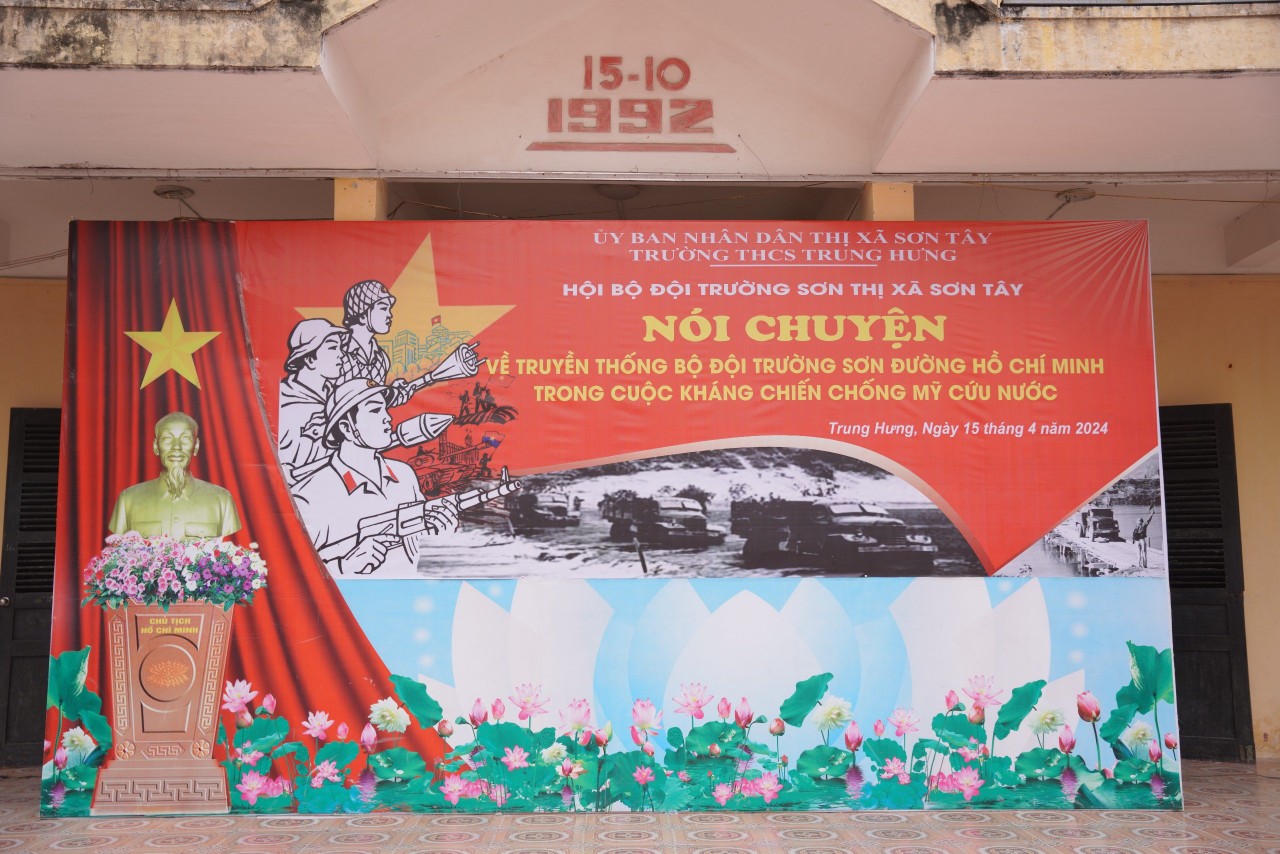 15-10
1992
ỦY BAN NHÂN DÂN THỊ XÃ SƠN TÂY
TRƯỜNG THCS TRUNG HƯNG
HỘI BỘ ĐỘI TRƯỜNG SƠN THỊ XÃ SƠN TÂY
NÓI CHUYỆN
VỀ TRUYỀN THỐNG BỘ ĐỘI TRƯỜNG SƠN ĐƯỜNG HỒ CHÍ MINH
TRONG CUỘC KHÁNG CHIẾN CHỐNG MỸ CỨU NƯỚC
Trung Hưng, Ngày 15 tháng 4 năm 2024
CHỦ TỊCH
HỒ CHÍ MINH